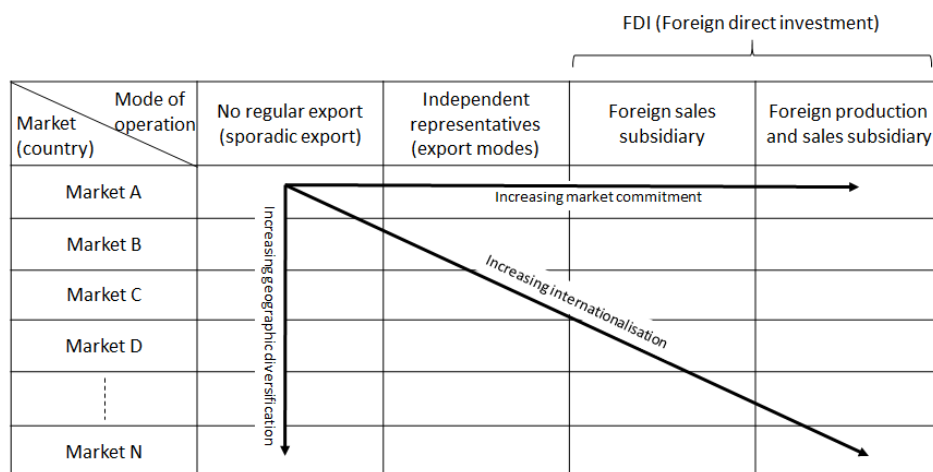 FDI (Foreign direct investment)
Mode of
operation
Market
(country)
No regular export
(sporadic export)
Independent
representatives
(export modes)
Foreign sales
subsidiary
Foreign production
and sales subsidiary
Market A
Increasing market commitment
Increasing geographic diversification
Market B
Market C
Increasing internationalisation
Market D
Market N